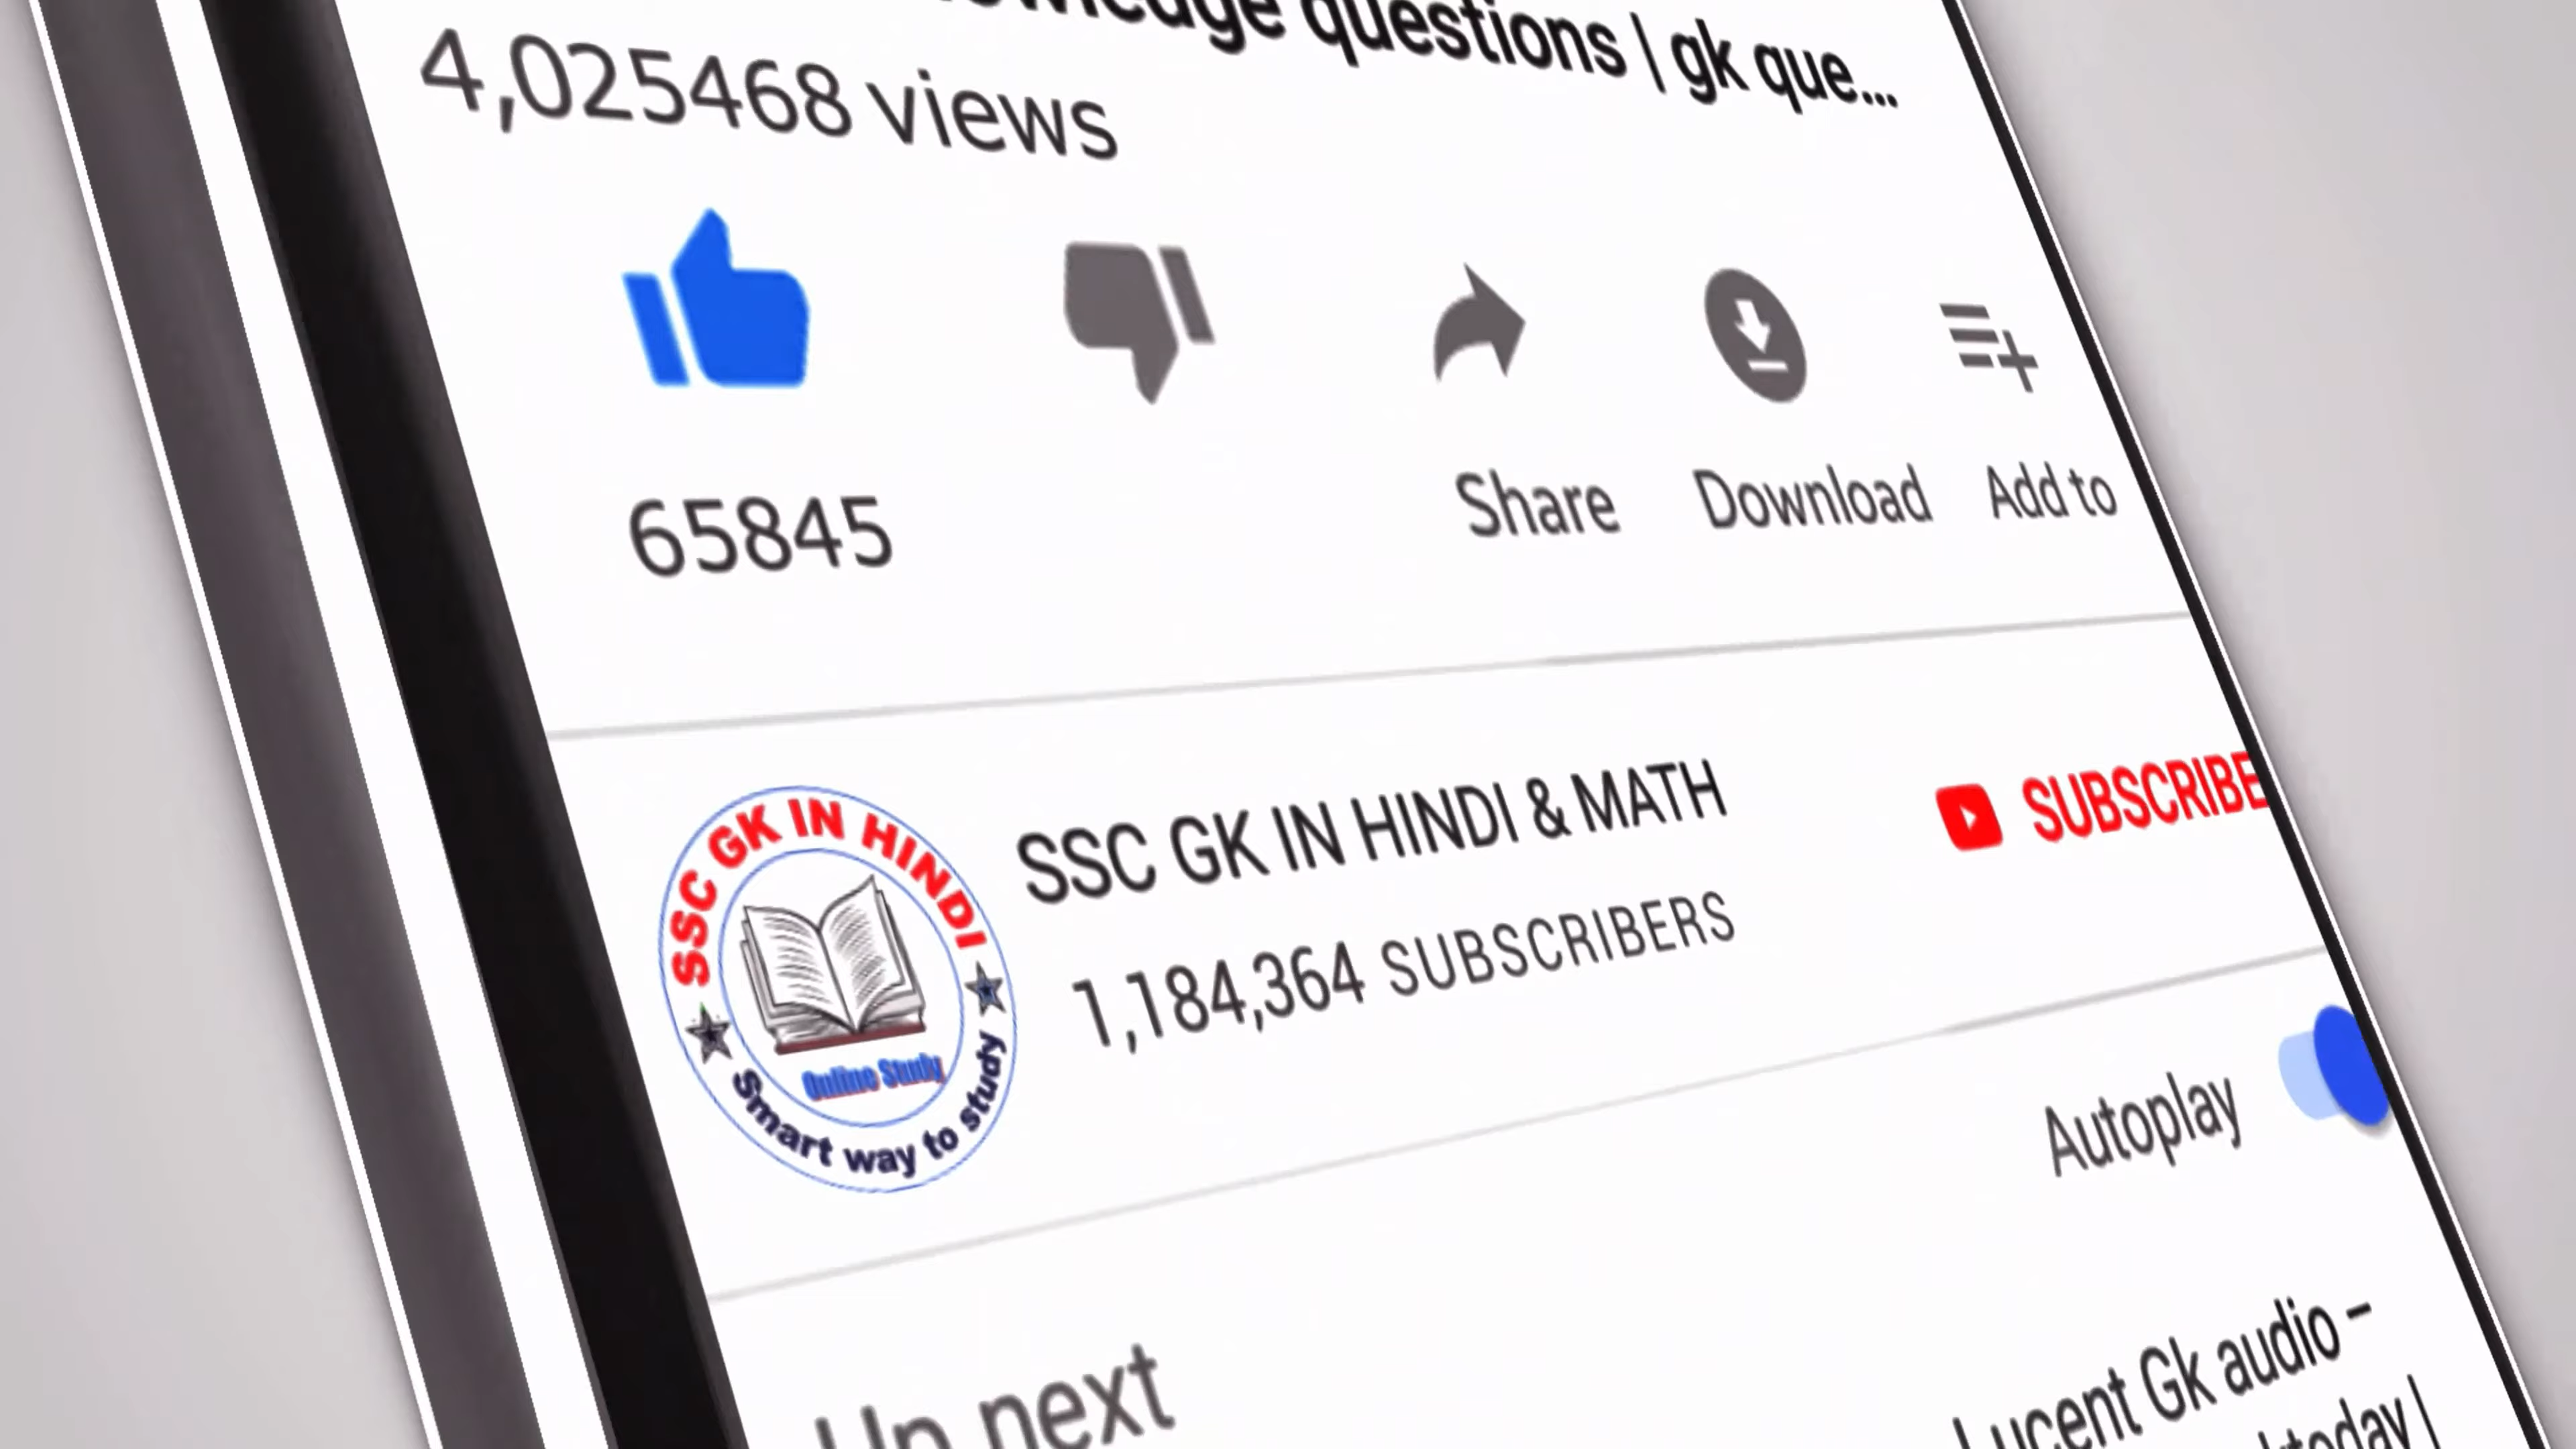 questions | gk que...
4,025468 views
65845
Share
Download
Add to
SSC GK IN HINDI
Online Study
Smart way to study
SSC GK IN HINDI & MATH
1,184,364 SUBSCRIBERS
SUBSCRIBE
Autoplay
Up next
Lucent Gk audio –